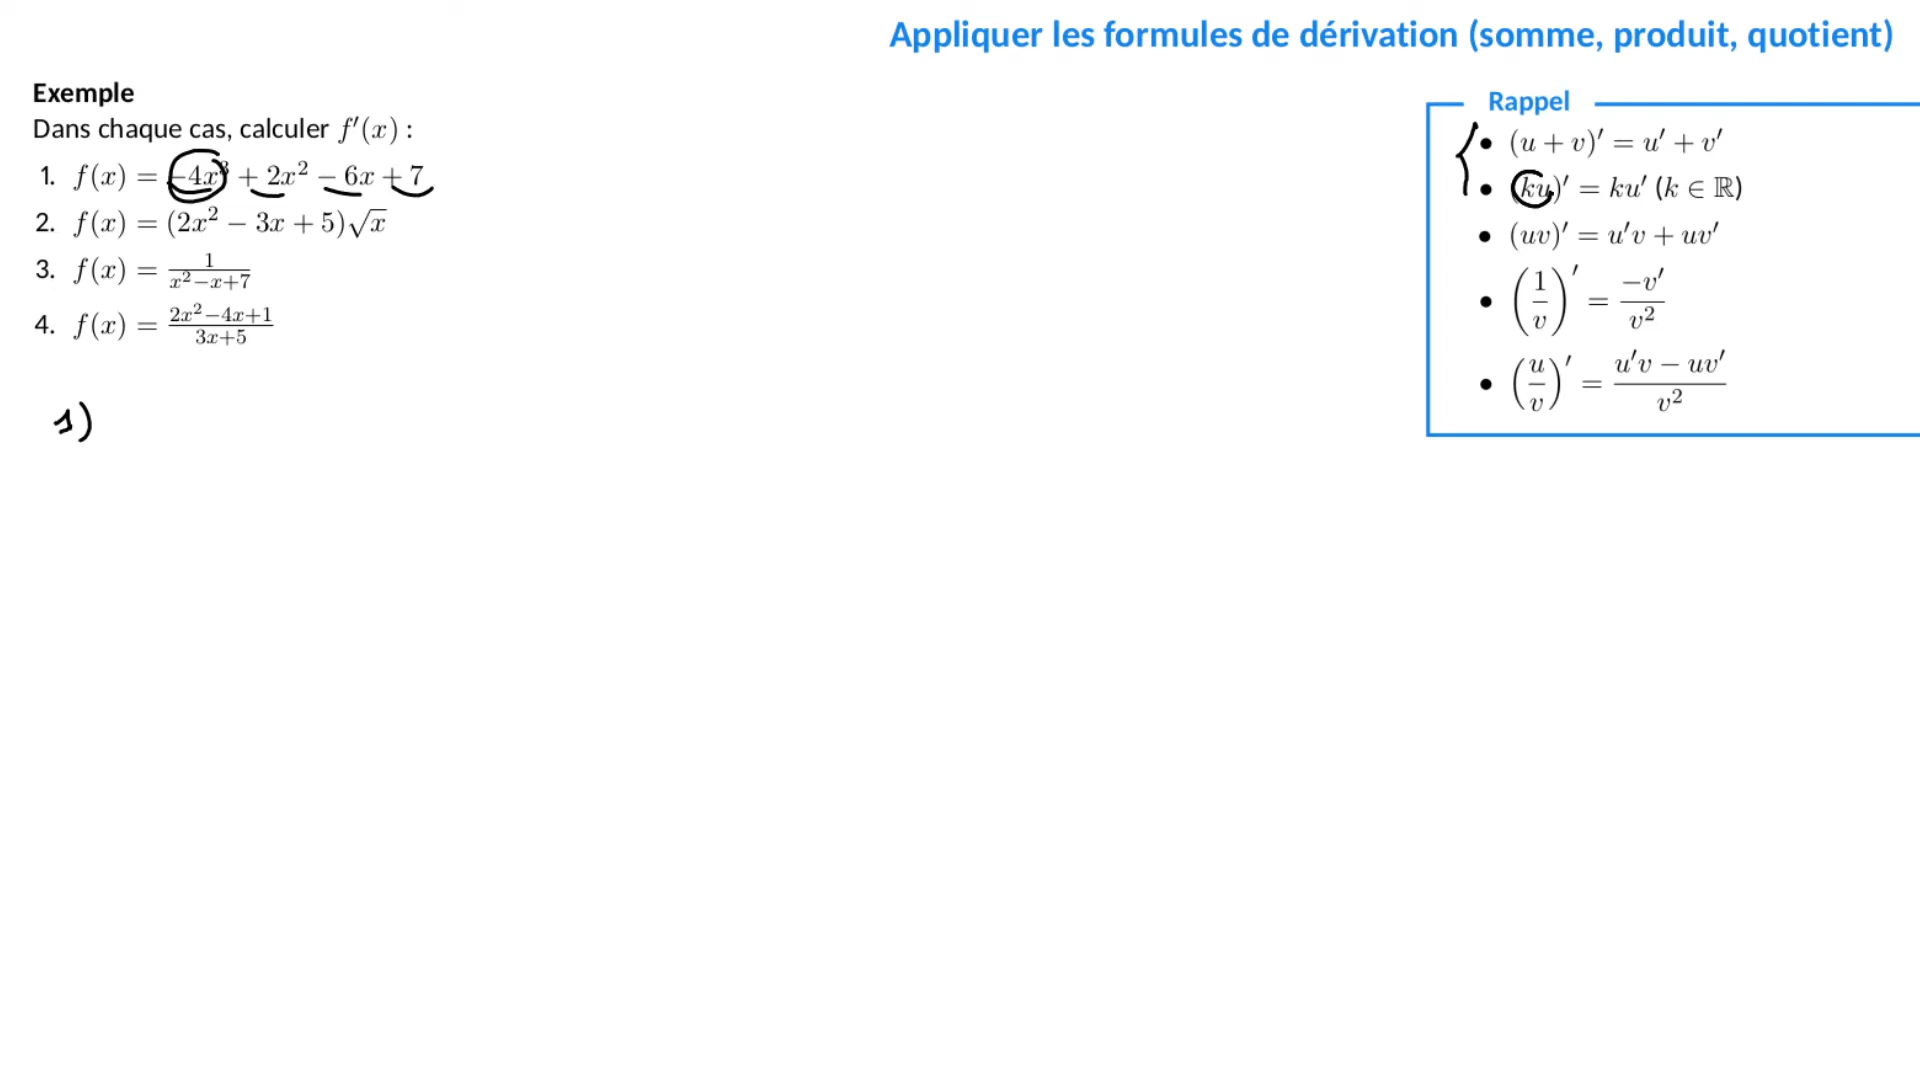 Appliquer les formules de dérivation (somme, produit, quotient)
Exemple
Dans chaque cas, calculer f′(x) :
1. f(x) = −4x³ + 2x² − 6x + 7
2. f(x) = (2x² − 3x + 5)√x
3. f(x) = 1/(x²−x+7)
4. f(x) = (2x²−4x+1)/(3x+5)
1)
Rappel
• (u + v)′ = u′ + v′
• (ku)′ = ku′ (k ∈ ℝ)
• (uv)′ = u′v + uv′
• (1/v)′ = −v′/v²
• (u/v)′ = (u′v − uv′)/v²